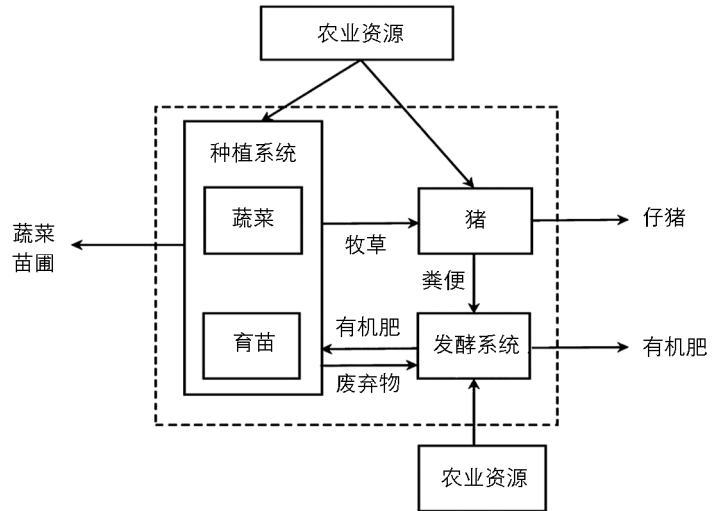 农业资源
种植系统
蔬菜
猪
仔猪
蔬菜
苗圃
牧草
粪便
育苗
有机肥
发酵系统
有机肥
废弃物
农业资源